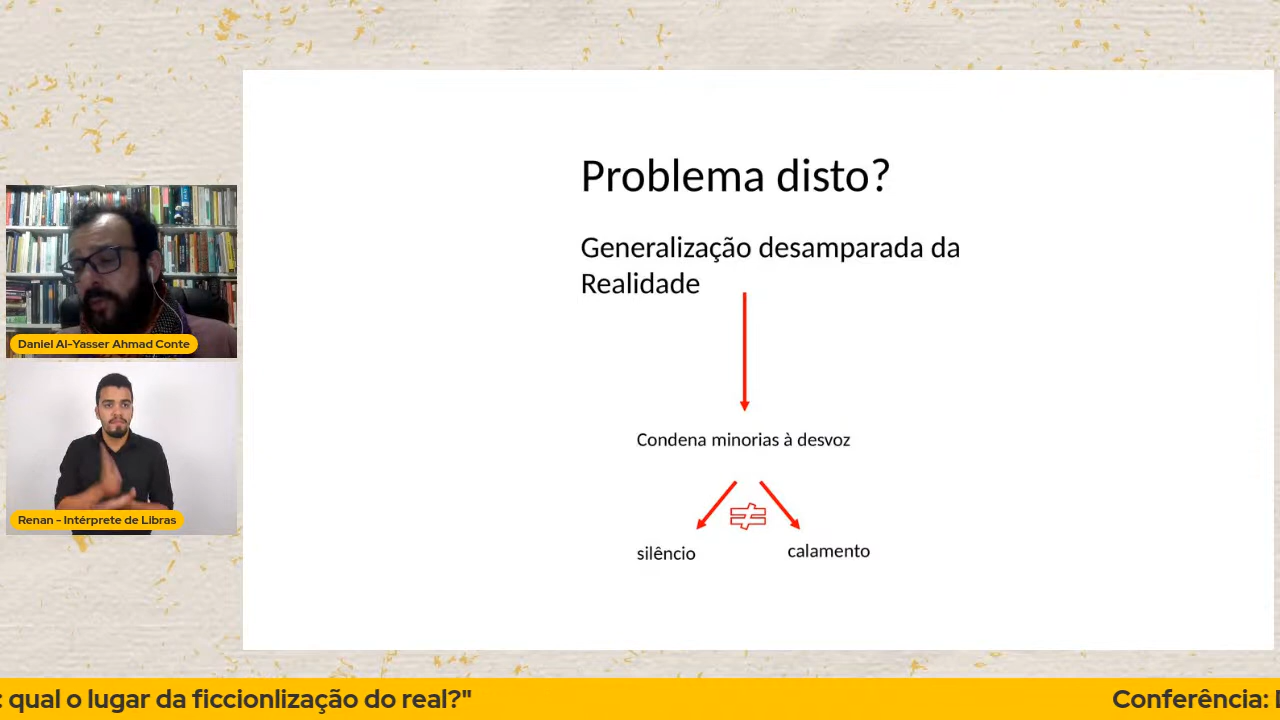 Problema disto?
Generalização desamparada da
Realidade
Condena minorias à desvoz
≠
silêncio
calamento
Daniel Al-Yasser Ahmad Conte
Renan - Intérprete de Libras
: qual o lugar da ficcionlização do real?"
Conferência: